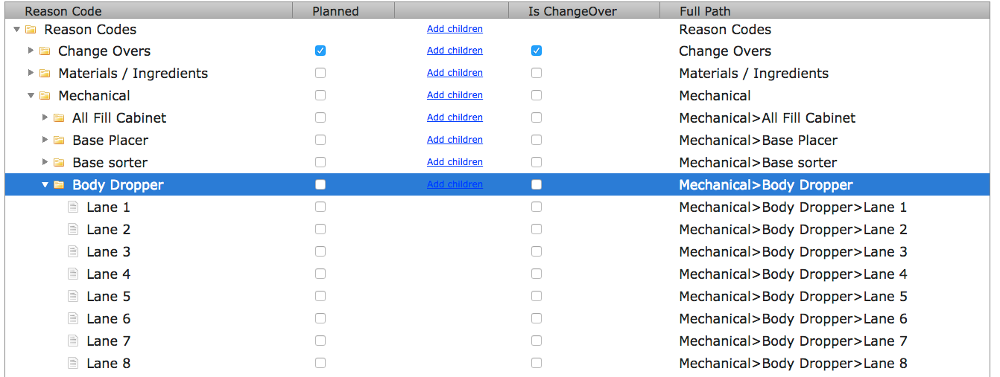 Reason Code Planned Is ChangeOver Full Path
Reason Codes Add children Reason Codes
Change Overs Add children Change Overs
Materials / Ingredients Add children Materials / Ingredients
Mechanical Add children Mechanical
All Fill Cabinet Add children Mechanical>All Fill Cabinet
Base Placer Add children Mechanical>Base Placer
Base sorter Add children Mechanical>Base sorter
Body Dropper Add children Mechanical>Body Dropper
Lane 1 Mechanical>Body Dropper>Lane 1
Lane 2 Mechanical>Body Dropper>Lane 2
Lane 3 Mechanical>Body Dropper>Lane 3
Lane 4 Mechanical>Body Dropper>Lane 4
Lane 5 Mechanical>Body Dropper>Lane 5
Lane 6 Mechanical>Body Dropper>Lane 6
Lane 7 Mechanical>Body Dropper>Lane 7
Lane 8 Mechanical>Body Dropper>Lane 8